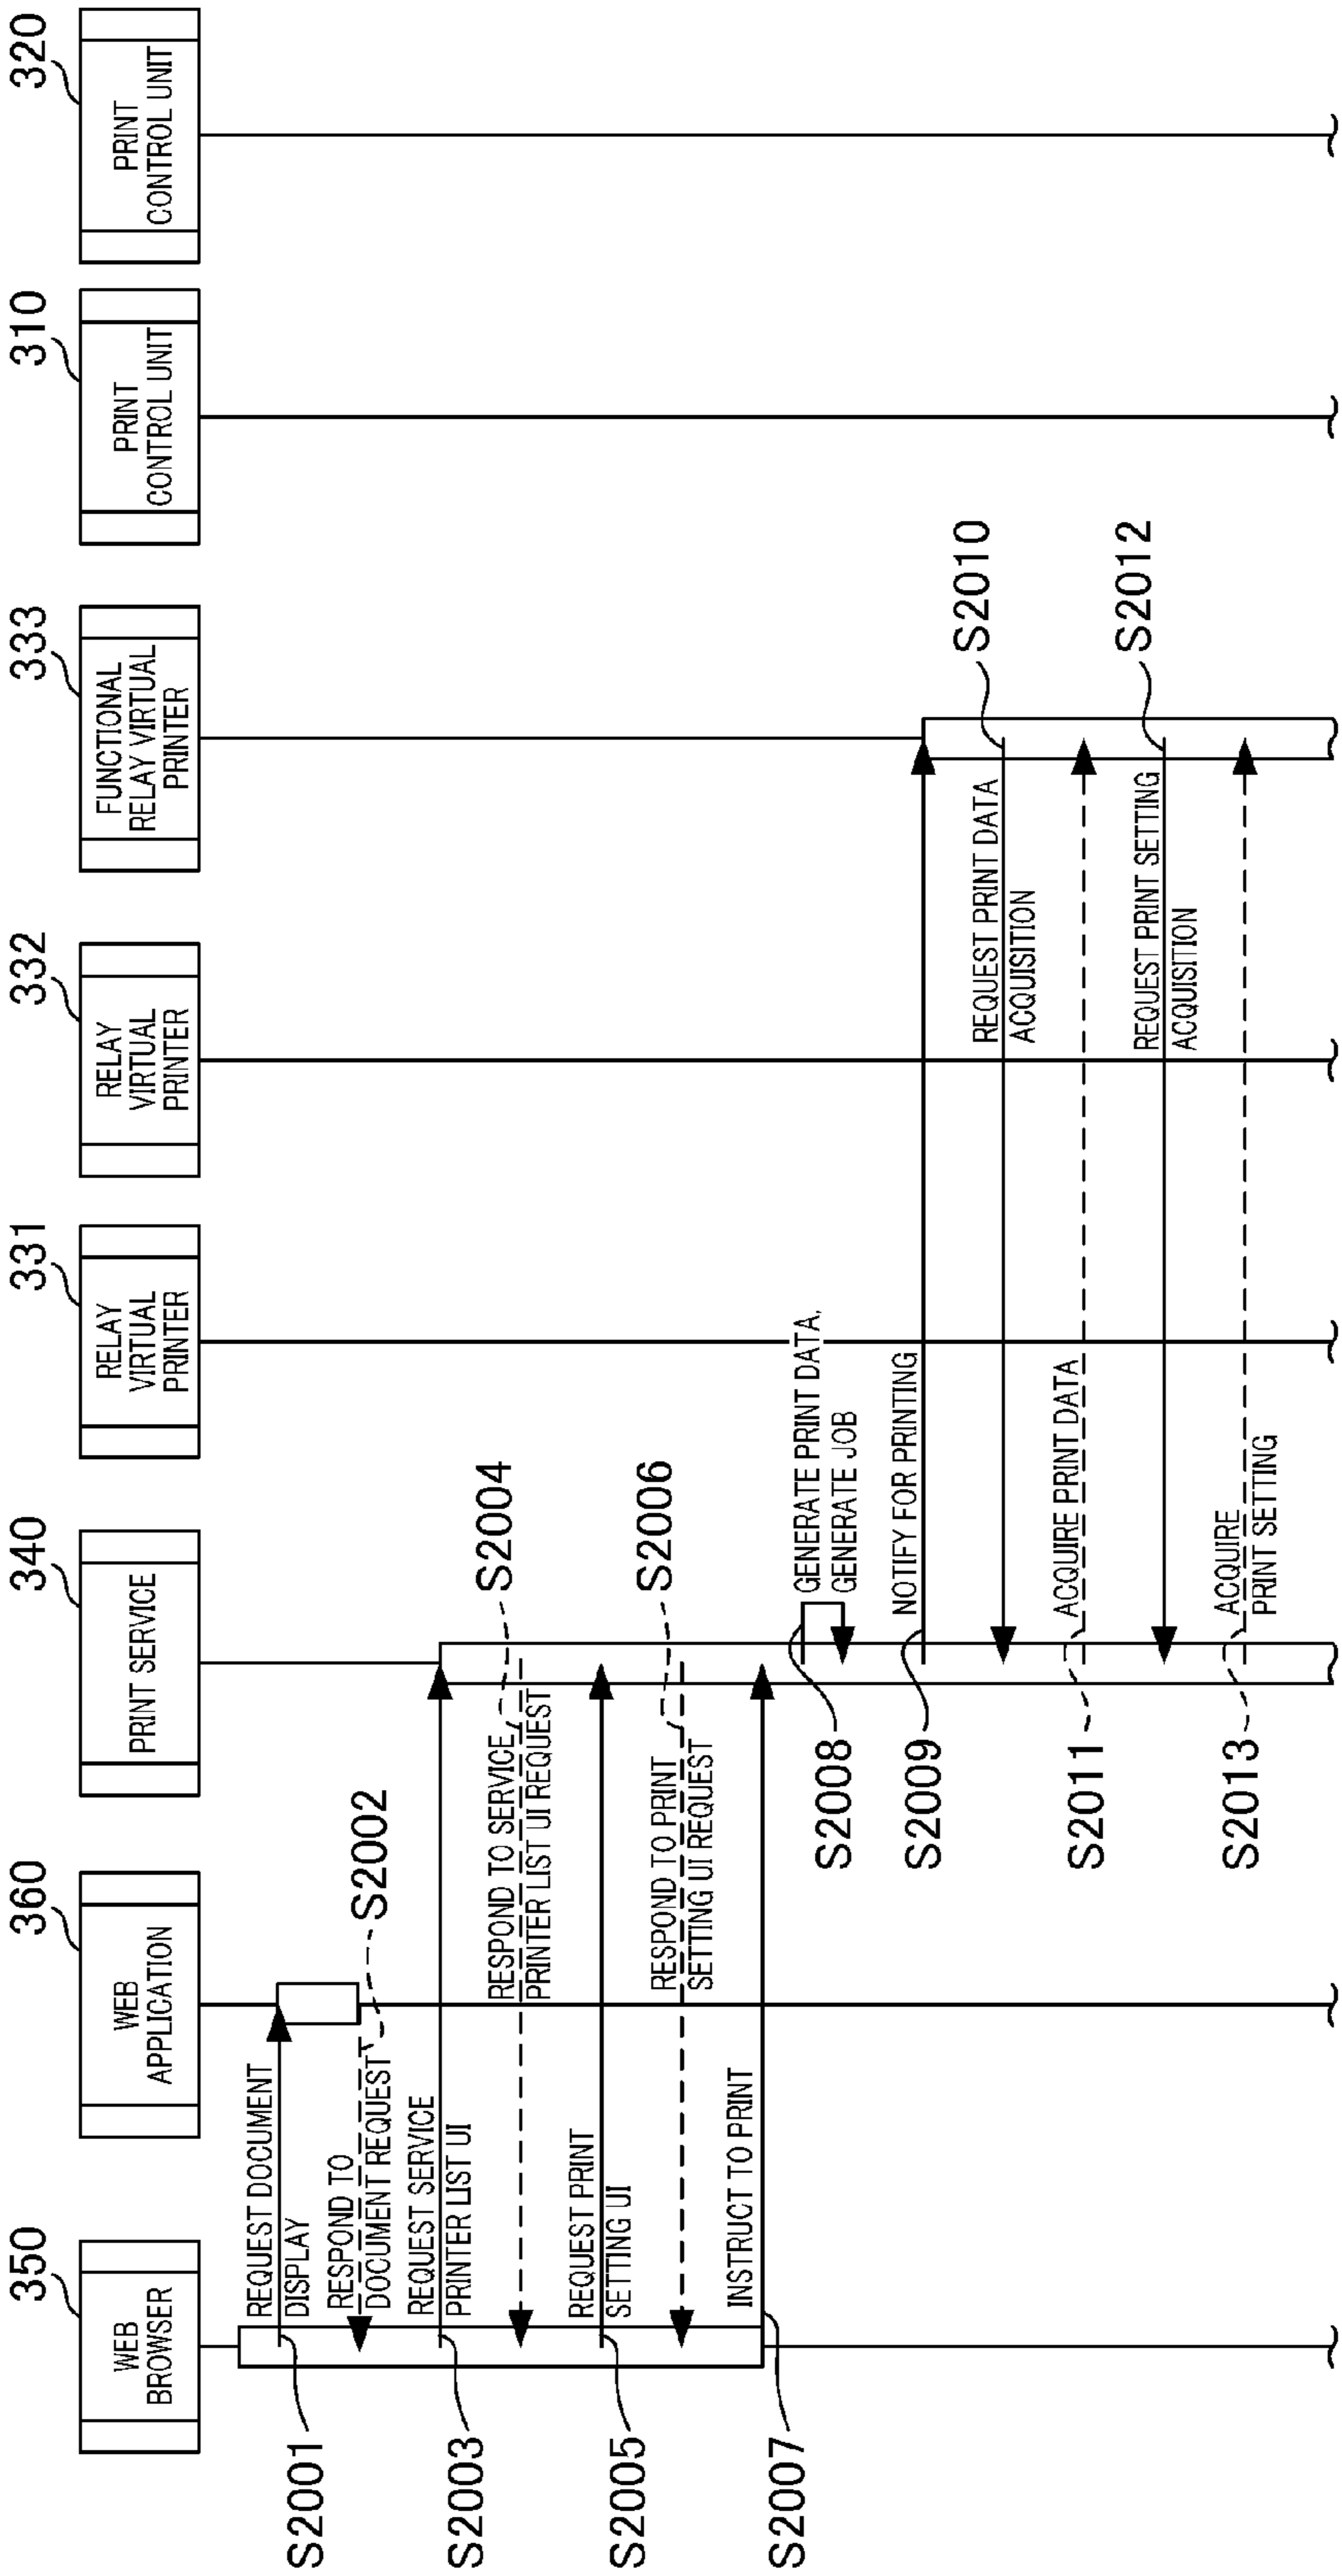 350
WEB
BROWSER
360
WEB
APPLICATION
340
PRINT SERVICE
331
RELAY
VIRTUAL
PRINTER
332
RELAY
VIRTUAL
PRINTER
333
FUNCTIONAL
RELAY VIRTUAL
PRINTER
310
PRINT
CONTROL UNIT
320
PRINT
CONTROL UNIT
S2001
REQUEST DOCUMENT
DISPLAY
RESPOND TO
DOCUMENT REQUEST
S2002
S2003
REQUEST SERVICE
PRINTER LIST UI
RESPOND TO SERVICE
PRINTER LIST UI REQUEST
S2004
S2005
REQUEST PRINT
SETTING UI
RESPOND TO PRINT
SETTING UI REQUEST
S2006
S2007
INSTRUCT TO PRINT
S2008
GENERATE PRINT DATA,
GENERATE JOB
S2009
NOTIFY FOR PRINTING
REQUEST PRINT DATA
ACQUISITION
S2010
S2011
ACQUIRE PRINT DATA
REQUEST PRINT SETTING
ACQUISITION
S2012
S2013
ACQUIRE
PRINT SETTING